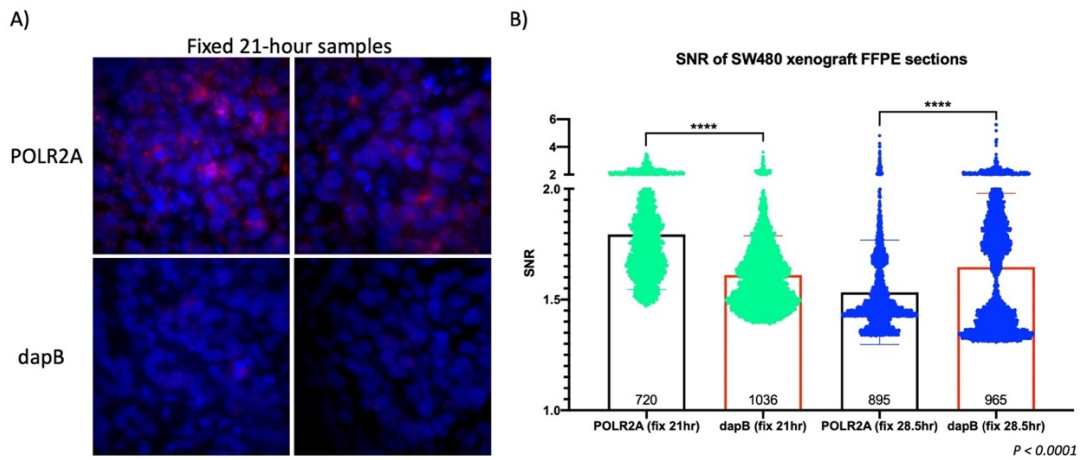 A)
Fixed 21-hour samples
POLR2A
dapB
B)
SNR of SW480 xenograft FFPE sections
****
****
6
4
2
2.0
1.5
1.0
SNR
720
1036
895
965
POLR2A (fix 21hr)
dapB (fix 21hr)
POLR2A (fix 28.5hr)
dapB (fix 28.5hr)
P < 0.0001